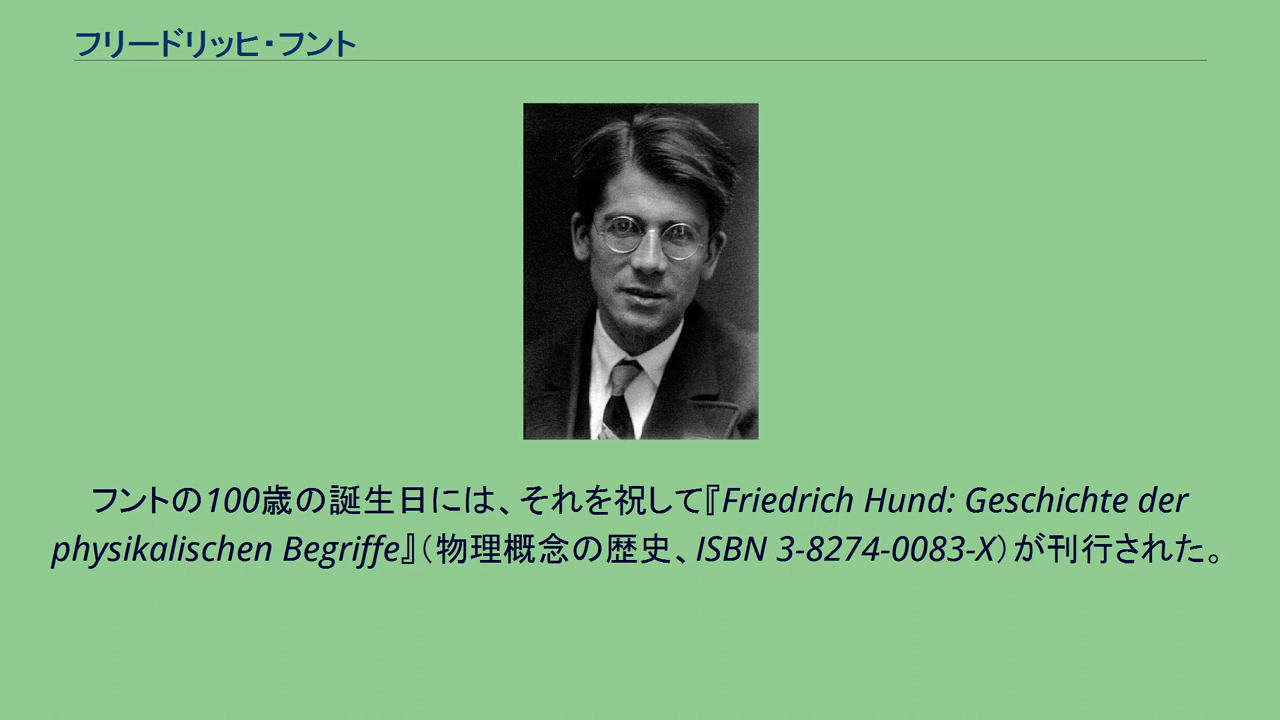 フリードリッヒ・フント
フントの100歳の誕生日には、それを祝して『Friedrich Hund: Geschichte der
physikalischen Begriffe』（物理概念の歴史、ISBN 3-8274-0083-X）が刊行された。